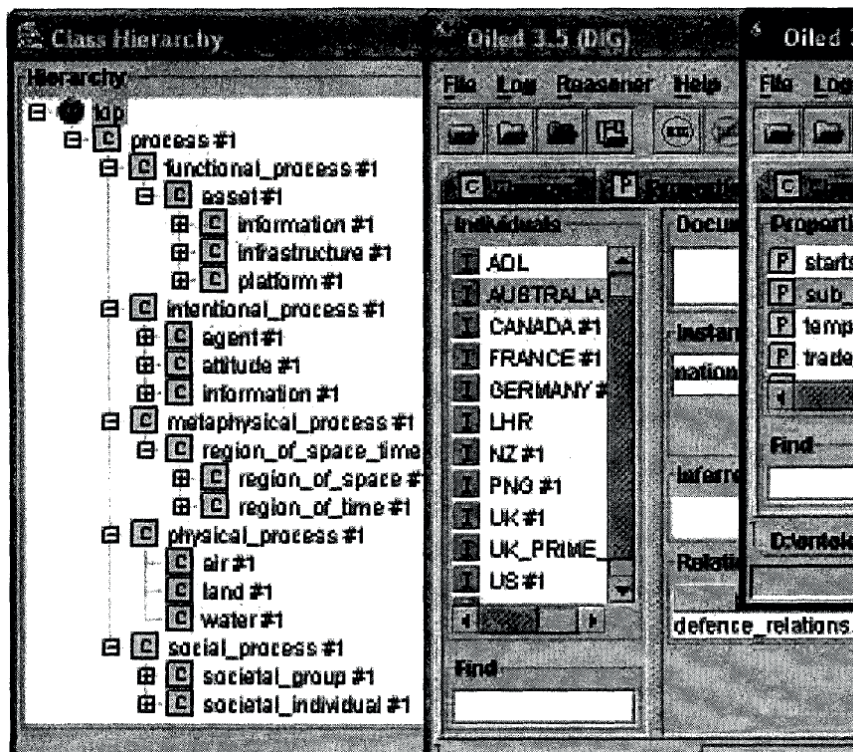 Class Hierarchy
Hierarchy
top
process #1
functional_process #1
asset #1
information #1
infrastructure #1
platform #1
intentional_process #1
agent #1
attitude #1
information #1
metaphysical_process #1
region_of_space_time
region_of_space #
region_of_time #1
physical_process #1
air #1
land #1
water #1
social_process #1
societal_group #1
societal_individual #1
Oiled 3.5 (DIG)
File Log Reasoner Help
Individuals
AOL
AUSTRALIA
CANADA #1
FRANCE #1
GERMANY #
LHR
NZ #1
PNG #1
UK #1
UK_PRIME_
US #1
Find
Docum
Instan
nation
Inferre
Relatio
defence_relations.
Oiled 3
File Log
Properti
starts
sub_
temp
trade_
Find